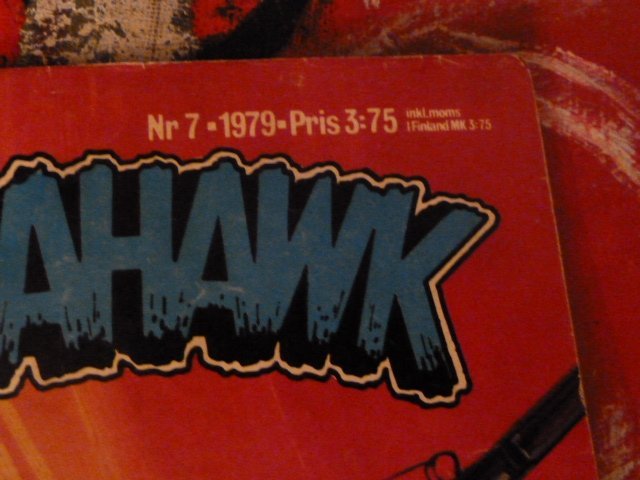 Nr 7 • 1979 • Pris 3:75 inkl.moms
I Finland MK 3:75
AHAWK